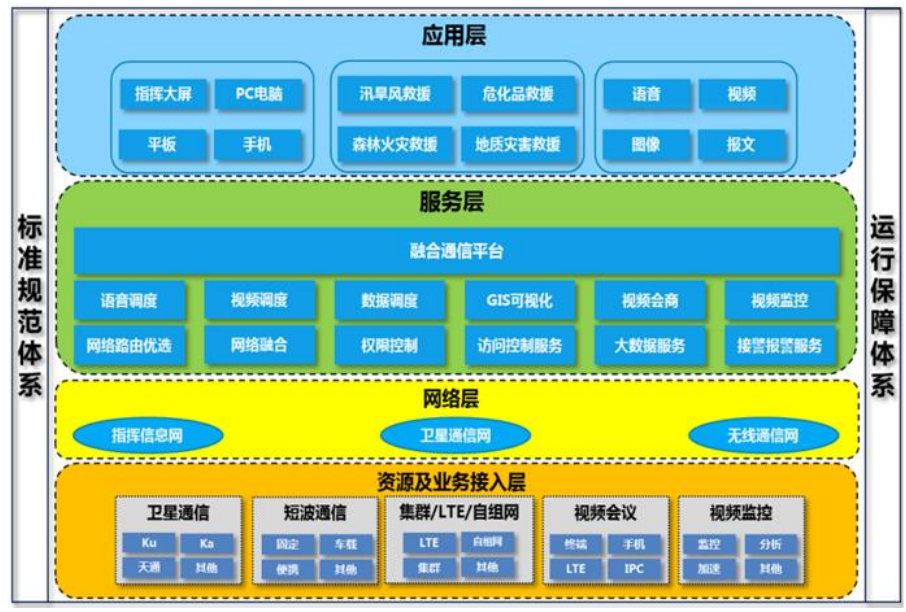 标准规范体系
应用层
指挥大屏 PC电脑 汛旱风救援 危化品救援 语音 视频
平板 手机 森林火灾救援 地质灾害救援 图像 报文
服务层
融合通信平台
语音调度 视频调度 数据调度 GIS可视化 视频会商 视频监控
网络路由优选 网络融合 权限控制 访问控制服务 大数据服务 接警报警服务
网络层
指挥信息网 卫星通信网 无线通信网
资源及业务接入层
卫星通信 短波通信 集群/LTE/自组网 视频会议 视频监控
Ku Ka 固定 车载 LTE 自组网 终端 手机 监控 分析
天通 其他 便携 其他 集群 其他 LTE IPC 加速 其他
运行保障体系